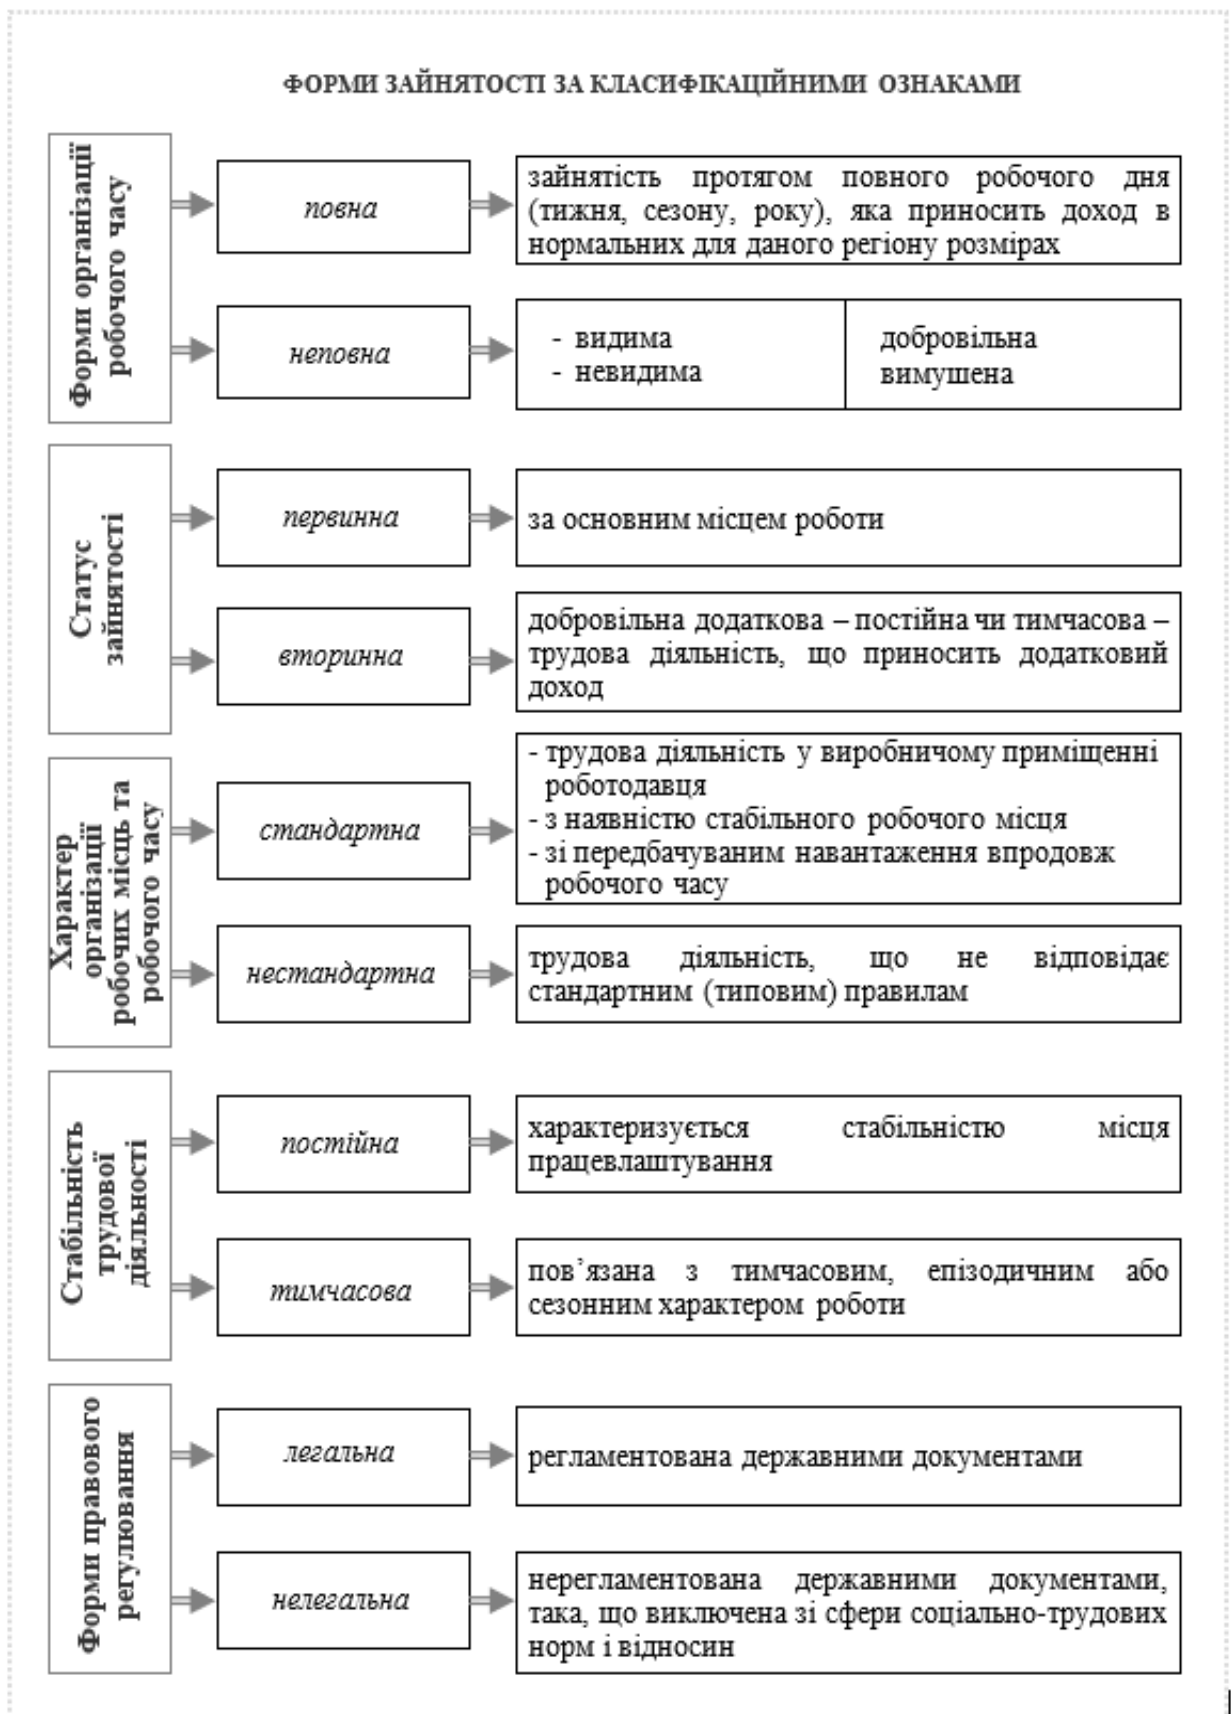 ФОРМИ ЗАЙНЯТОСТІ ЗА КЛАСИФІКАЦІЙНИМИ ОЗНАКАМИ
Форми організації
робочого часу
повна
зайнятість протягом повного робочого дня
(тижня, сезону, року), яка приносить доход в
нормальних для даного регіону розмірах
неповна
- видима
- невидима
добровільна
вимушена
Статус
зайнятості
первинна
за основним місцем роботи
вторинна
добровільна додаткова – постійна чи тимчасова –
трудова діяльність, що приносить додатковий
доход
Характер
організації
робочих місць та
робочого часу
стандартна
- трудова діяльність у виробничому приміщенні
роботодавця
- з наявністю стабільного робочого місця
- зі передбачуваним навантаження впродовж
робочого часу
нестандартна
трудова діяльність, що не відповідає
стандартним (типовим) правилам
Стабільність
трудової
діяльності
постійна
характеризується стабільністю місця
працевлаштування
тимчасова
пов’язана з тимчасовим, епізодичним або
сезонним характером роботи
Форми правового
регулювання
легальна
регламентована державними документами
нелегальна
нерегламентована державними документами,
така, що виключена зі сфери соціально-трудових
норм і відносин